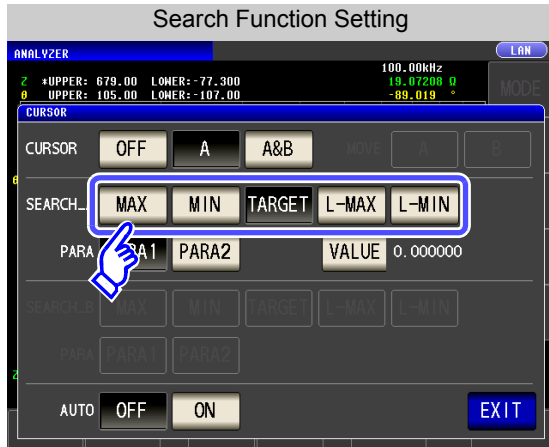 Search Function Setting
ANALYZER LAN
100.00kHz
Z *UPPER: 679.00 LOWER:-77.300 19.07208 Ω
θ UPPER: 105.00 LOWER:-107.00 -89.019 °
MODE
CURSOR
CURSOR OFF A A&B MOVE A B
θ
SEARCH_ MAX MIN TARGET L-MAX L-MIN
PARA RA1 PARA2 VALUE 0.000000
SEARCH_B MAX MIN TARGET L-MAX L-MIN
PARA PARA1 PARA2
Z
AUTO OFF ON EXIT